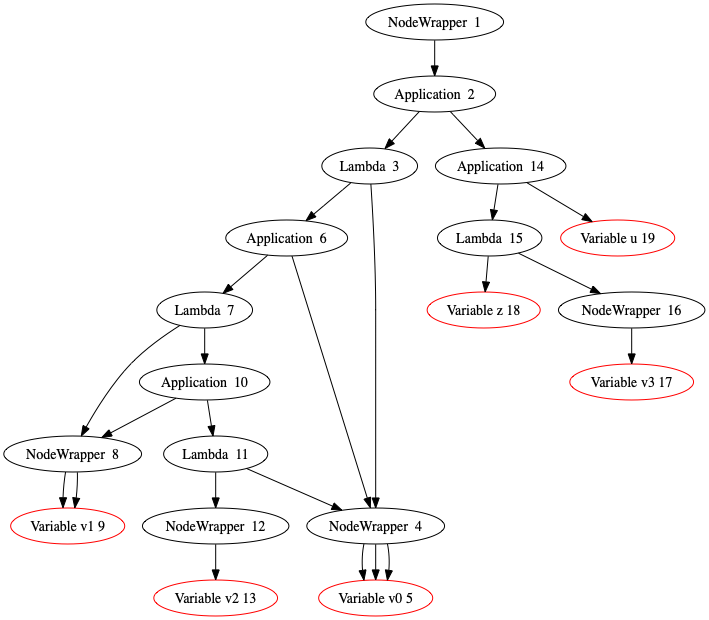 NodeWrapper 1
Application 2
Lambda 3
Application 14
Application 6
Lambda 15
Variable u 19
Lambda 7
Variable z 18
NodeWrapper 16
Application 10
Variable v3 17
NodeWrapper 8
Lambda 11
Variable v1 9
NodeWrapper 12
NodeWrapper 4
Variable v2 13
Variable v0 5